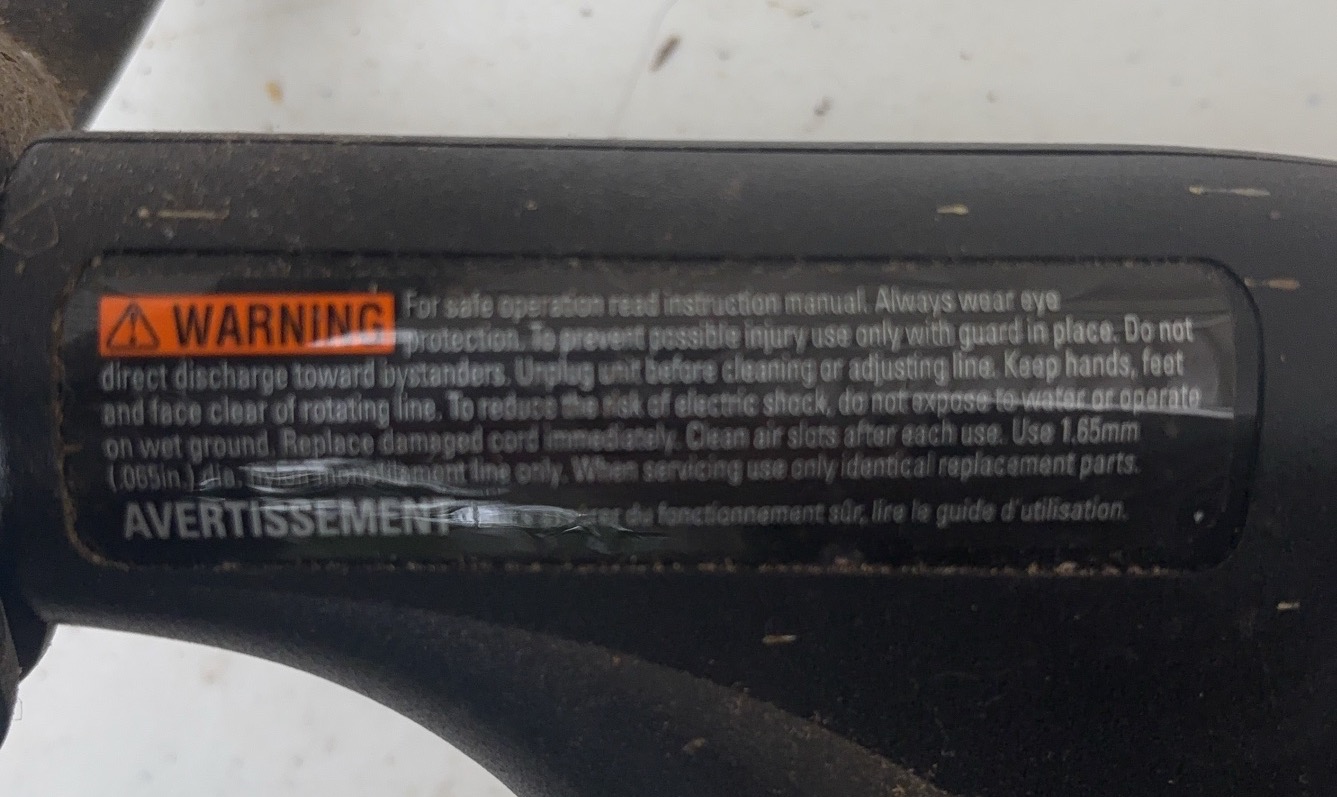 WARNING For safe operation read instruction manual. Always wear eye
protection. To prevent possible injury use only with guard in place. Do not
direct discharge toward bystanders. Unplug unit before cleaning or adjusting line. Keep hands, feet
and face clear of rotating line. To reduce the risk of electric shock, do not expose to water or operate
on wet ground. Replace damaged cord immediately. Clean air slots after each use. Use 1.65mm
(.065in.) dia. line only. When servicing use only identical replacement parts.
AVERTISSEMENT de fonctionnement sûr, lire le guide d'utilisation.